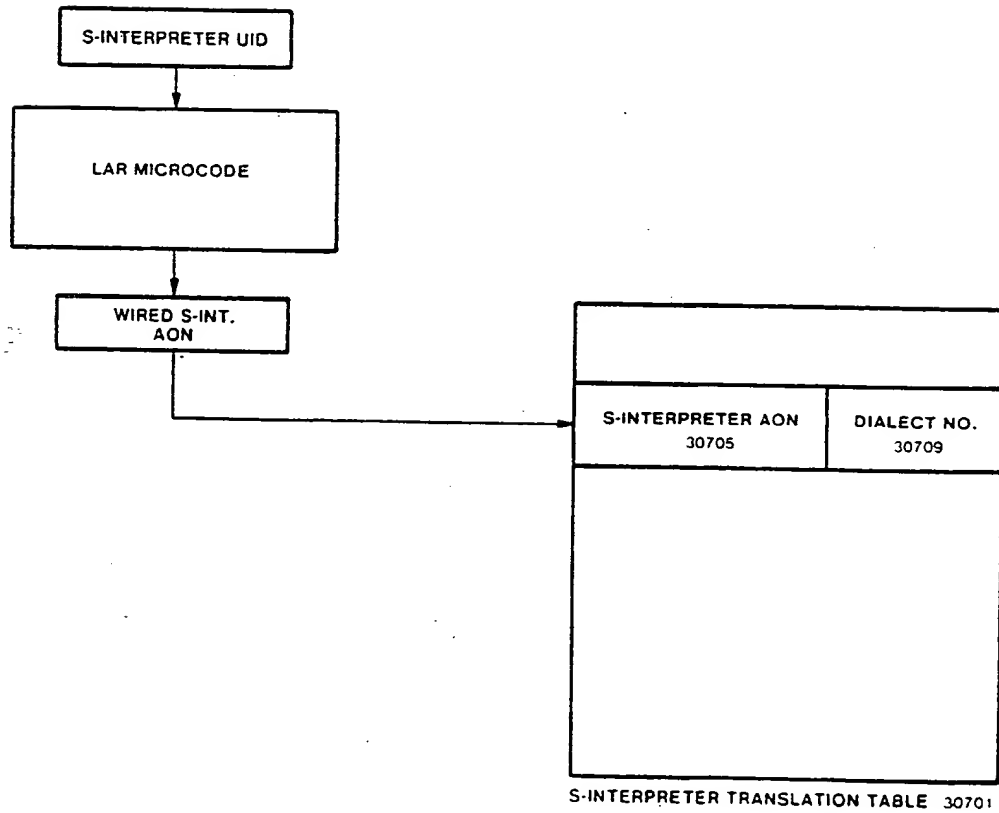 S-INTERPRETER UID
LAR MICROCODE
WIRED S-INT.
AON
S-INTERPRETER AON
30705
DIALECT NO.
30709
S-INTERPRETER TRANSLATION TABLE 30701